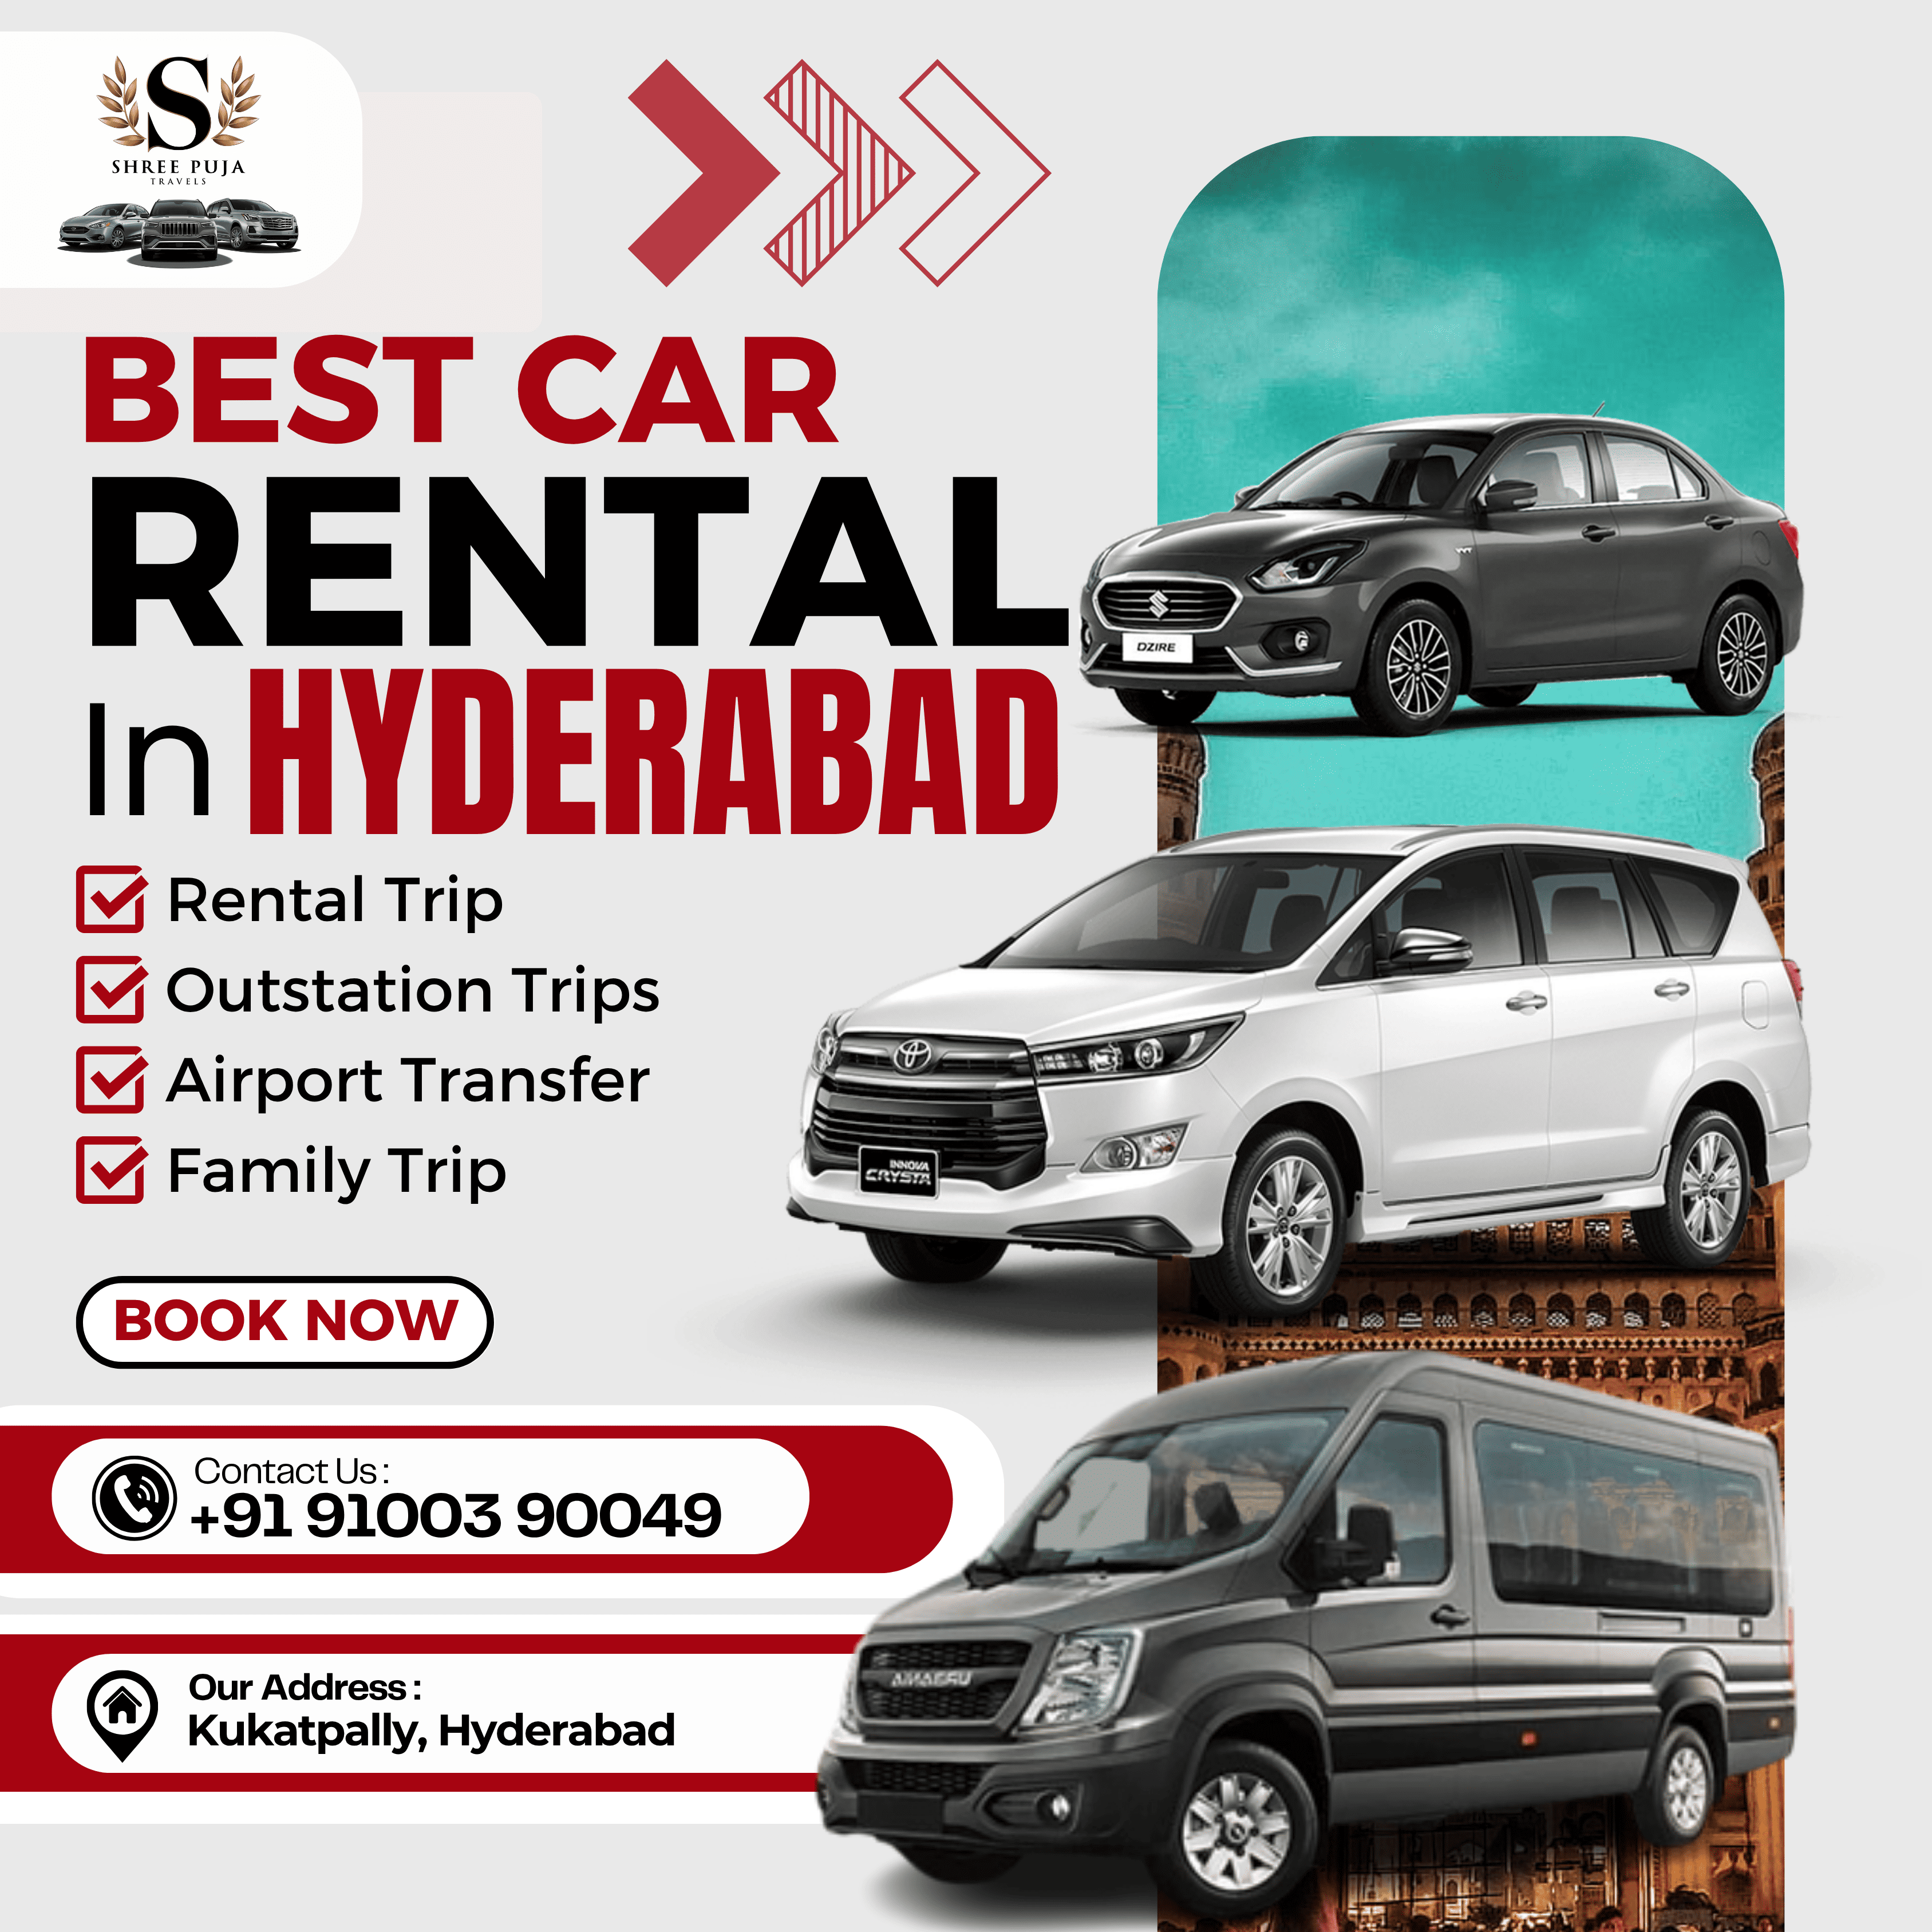 S
SHREE PUJA
TRAVELS
BEST CAR
RENTAL
In HYDERABAD
Rental Trip
Outstation Trips
Airport Transfer
Family Trip
BOOK NOW
Contact Us :
+91 91003 90049
Our Address :
Kukatpally, Hyderabad
DZIRE
INNOVA
CRYSTA